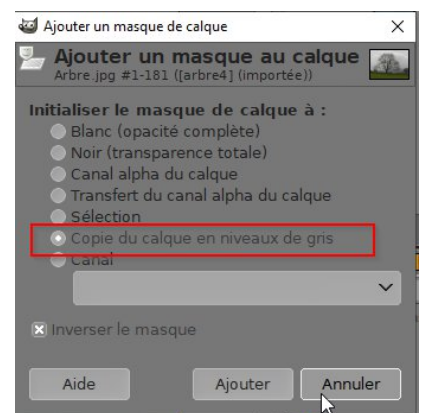 Ajouter un masque de calque
Ajouter un masque au calque
Arbre.jpg #1-181 ([arbre4] (importée))
Initialiser le masque de calque à :
Blanc (opacité complète)
Noir (transparence totale)
Canal alpha du calque
Transfert du canal alpha du calque
Sélection
Copie du calque en niveaux de gris
Canal
Inverser le masque
Aide Ajouter Annuler